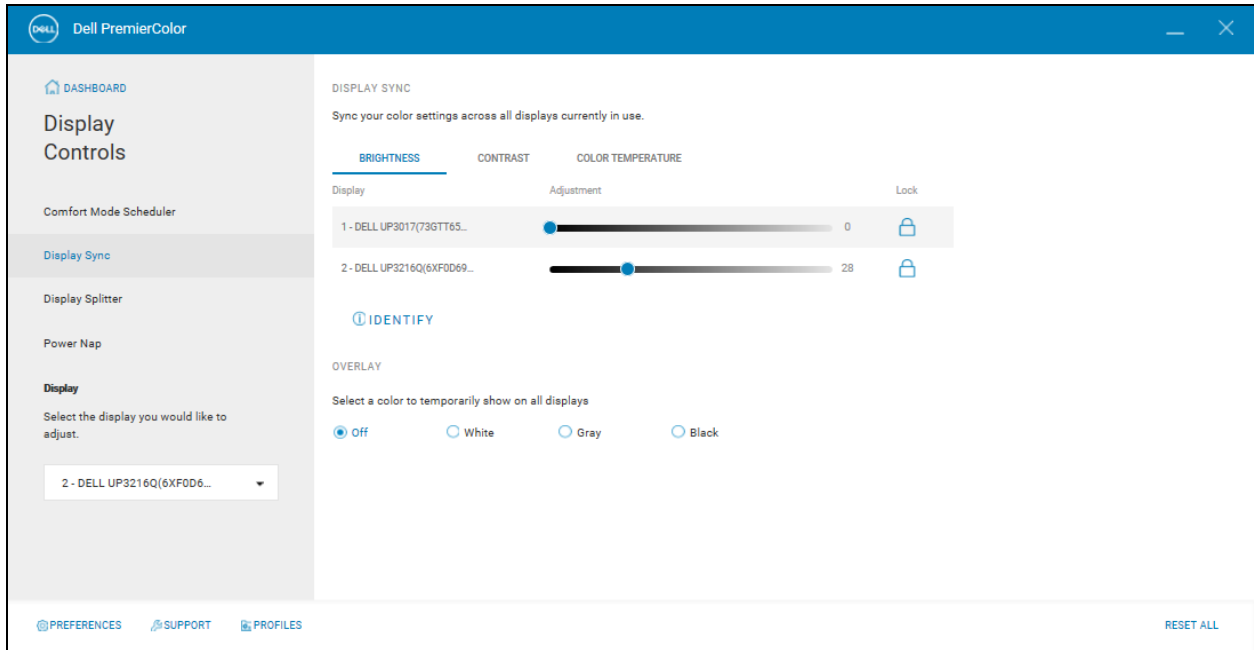 DELL Dell PremierColor
DASHBOARD
Display
Controls
Comfort Mode Scheduler
Display Sync
Display Splitter
Power Nap
Display
Select the display you would like to
adjust.
2 - DELL UP3216Q(6XF0D6...
DISPLAY SYNC
Sync your color settings across all displays currently in use.
BRIGHTNESS CONTRAST COLOR TEMPERATURE
Display Adjustment Lock
1 - DELL UP3017(73GTT65... 0
2 - DELL UP3216Q(6XF0D69... 28
IDENTIFY
OVERLAY
Select a color to temporarily show on all displays
Off White Gray Black
PREFERENCES SUPPORT PROFILES RESET ALL